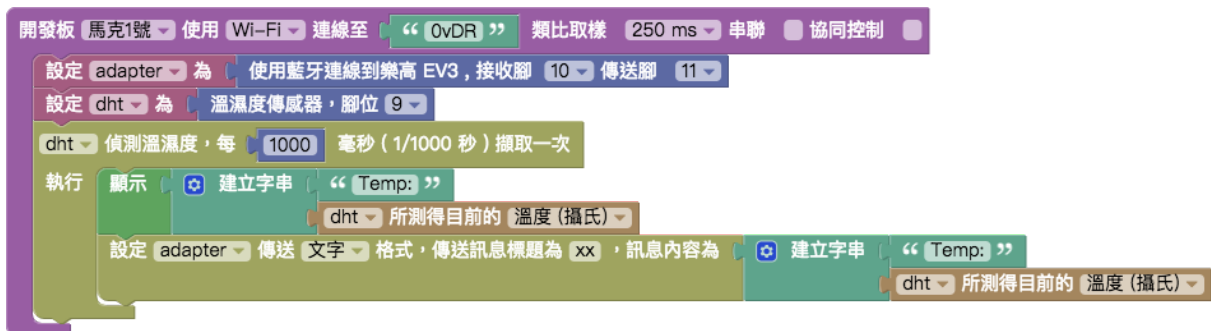 開發板 馬克1號 使用 Wi-Fi 連線至 “ 0vDR ” 類比取樣 250 ms 串聯 協同控制
設定 adapter 為 使用藍牙連線到樂高 EV3 , 接收腳 10 傳送腳 11
設定 dht 為 溫濕度傳感器，腳位 9
dht 偵測溫濕度，每 1000 毫秒 ( 1/1000 秒 ) 擷取一次
執行 顯示 建立字串 “ Temp: ”
dht 所測得目前的 溫度 (攝氏)
設定 adapter 傳送 文字 格式，傳送訊息標題為 xx ，訊息內容為 建立字串 “ Temp: ”
dht 所測得目前的 溫度 (攝氏)